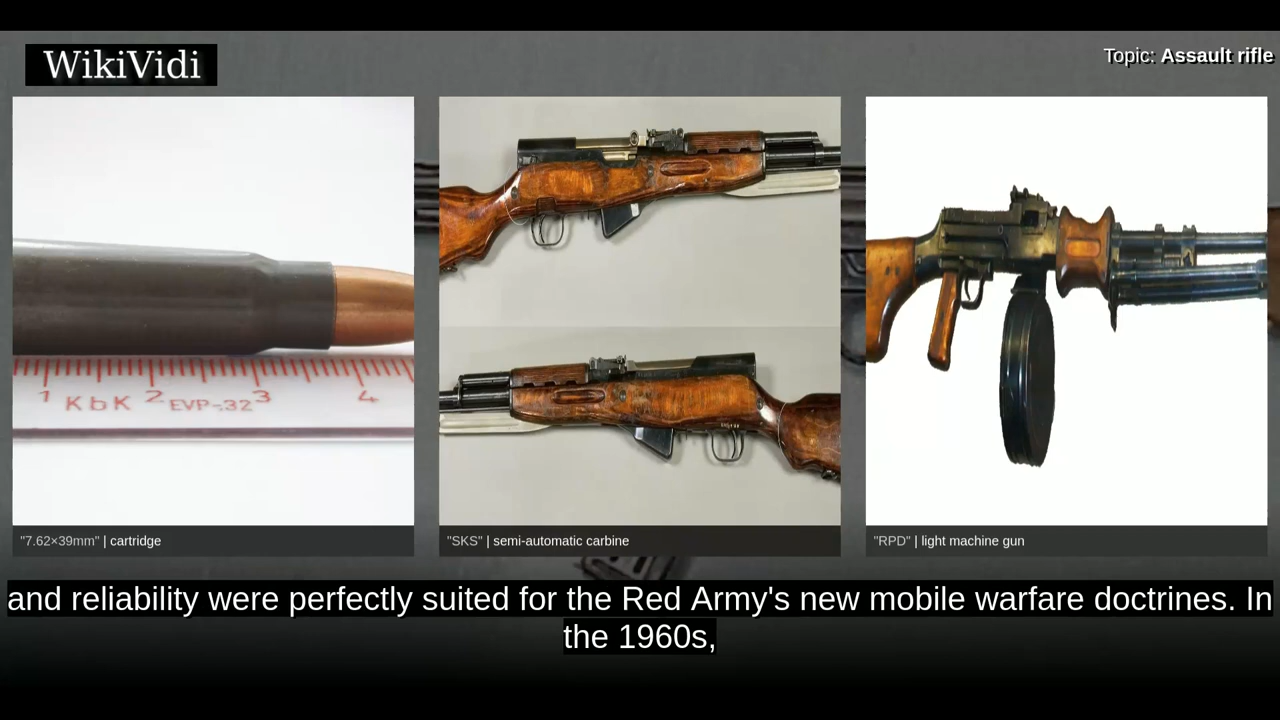 WikiVidi
Topic: Assault rifle
1 KbK 2 EVP-32 3 4
"7.62×39mm" | cartridge
"SKS" | semi-automatic carbine
"RPD" | light machine gun
and reliability were perfectly suited for the Red Army's new mobile warfare doctrines. In
the 1960s,